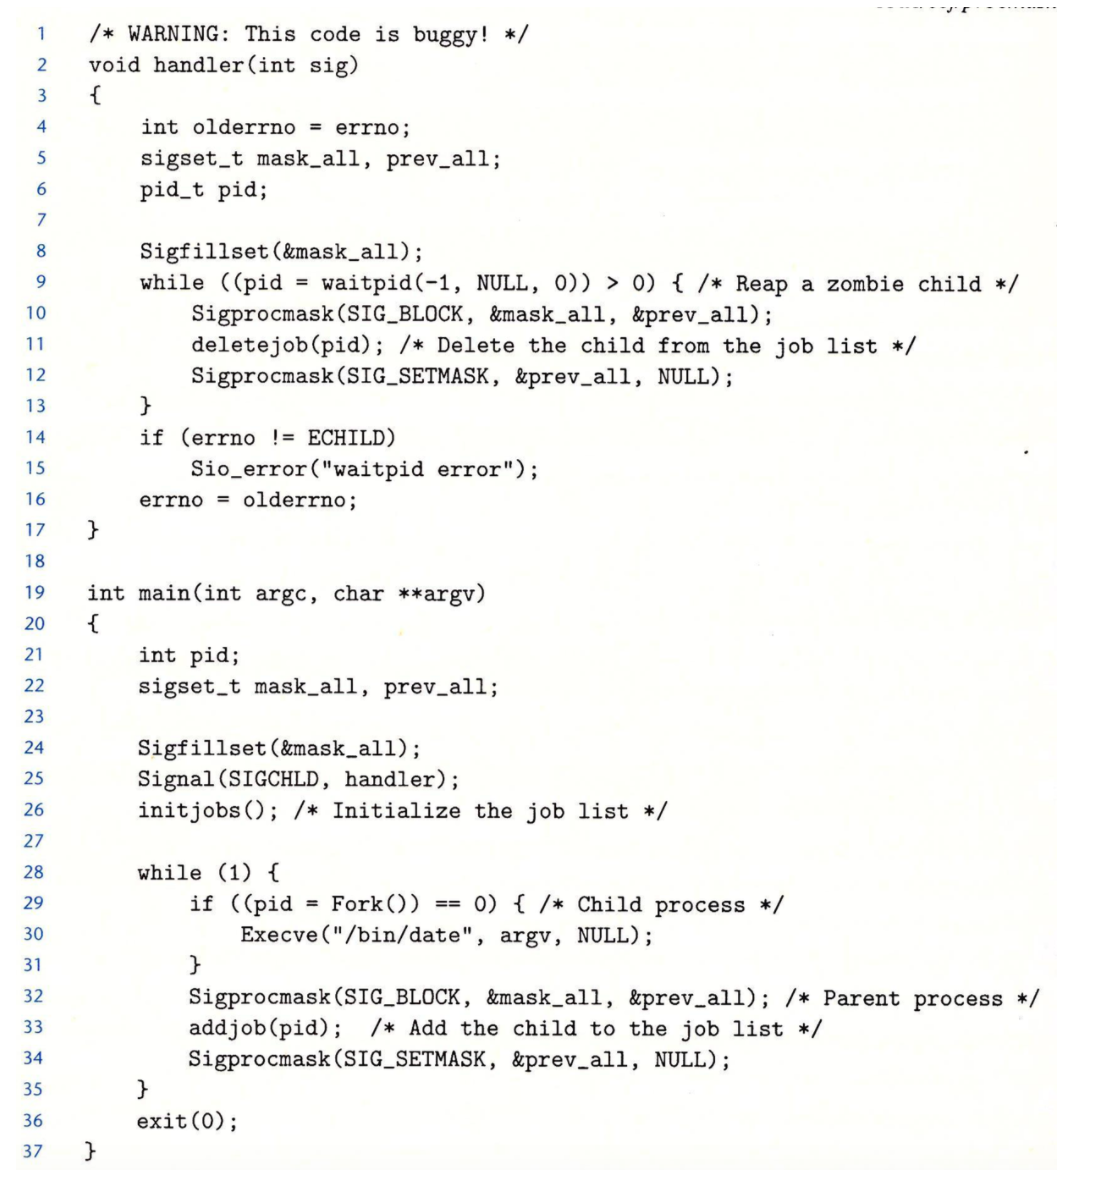 1 /* WARNING: This code is buggy! */
2 void handler(int sig)
3 {
4 int olderrno = errno;
5 sigset_t mask_all, prev_all;
6 pid_t pid;
7
8 Sigfillset(&mask_all);
9 while ((pid = waitpid(-1, NULL, 0)) > 0) { /* Reap a zombie child */
10 Sigprocmask(SIG_BLOCK, &mask_all, &prev_all);
11 deletejob(pid); /* Delete the child from the job list */
12 Sigprocmask(SIG_SETMASK, &prev_all, NULL);
13 }
14 if (errno != ECHILD)
15 Sio_error("waitpid error");
16 errno = olderrno;
17 }
18
19 int main(int argc, char **argv)
20 {
21 int pid;
22 sigset_t mask_all, prev_all;
23
24 Sigfillset(&mask_all);
25 Signal(SIGCHLD, handler);
26 initjobs(); /* Initialize the job list */
27
28 while (1) {
29 if ((pid = Fork()) == 0) { /* Child process */
30 Execve("/bin/date", argv, NULL);
31 }
32 Sigprocmask(SIG_BLOCK, &mask_all, &prev_all); /* Parent process */
33 addjob(pid); /* Add the child to the job list */
34 Sigprocmask(SIG_SETMASK, &prev_all, NULL);
35 }
36 exit(0);
37 }